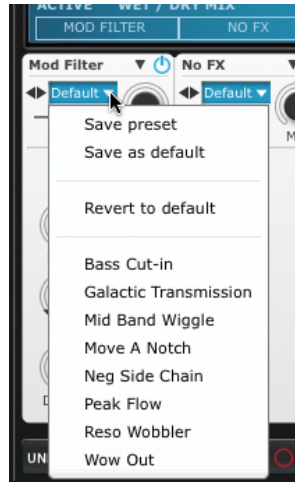 ACTIVE WET / DRY MIX
MOD FILTER NO FX
Mod Filter ▼ No FX ▼
Default ▼ Default ▼
M
Save preset
Save as default
Revert to default
Bass Cut-in
Galactic Transmission
Mid Band Wiggle
Move A Notch
Neg Side Chain
Peak Flow
Reso Wobbler
Wow Out
D
UN